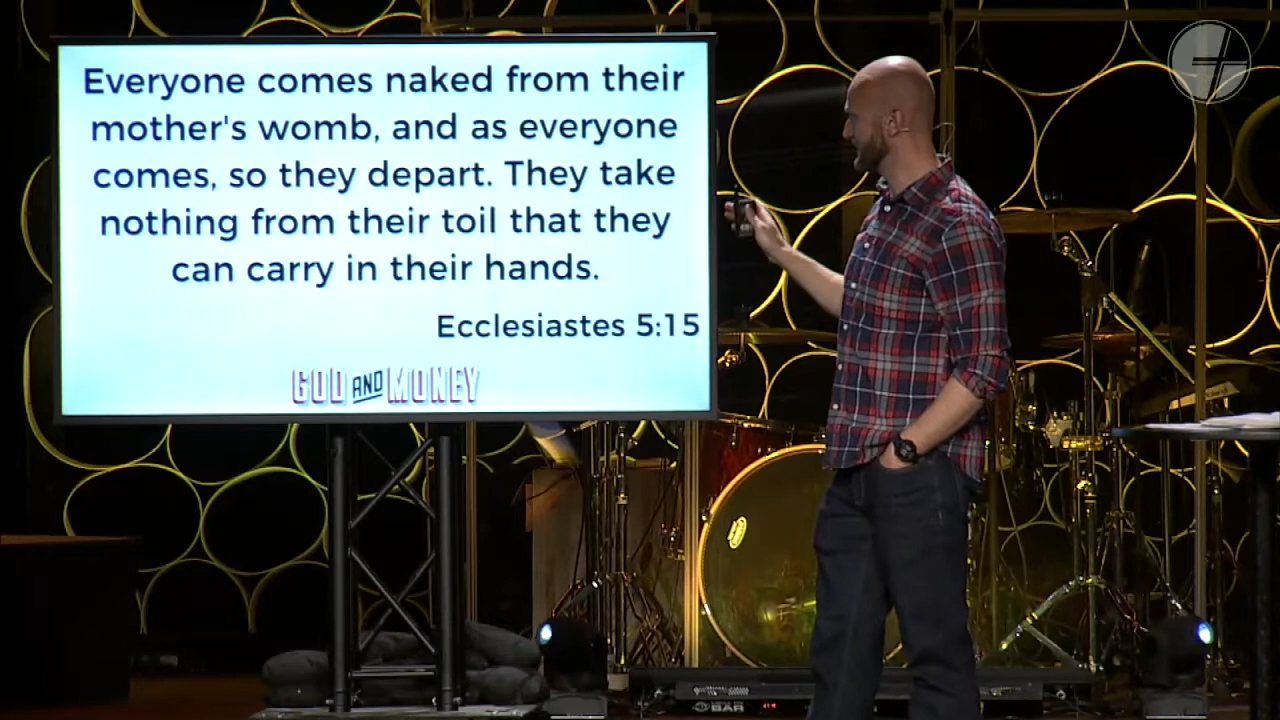 Everyone comes naked from their
mother's womb, and as everyone
comes, so they depart. They take
nothing from their toil that they
can carry in their hands.
Ecclesiastes 5:15
GOD AND MONEY
BAR